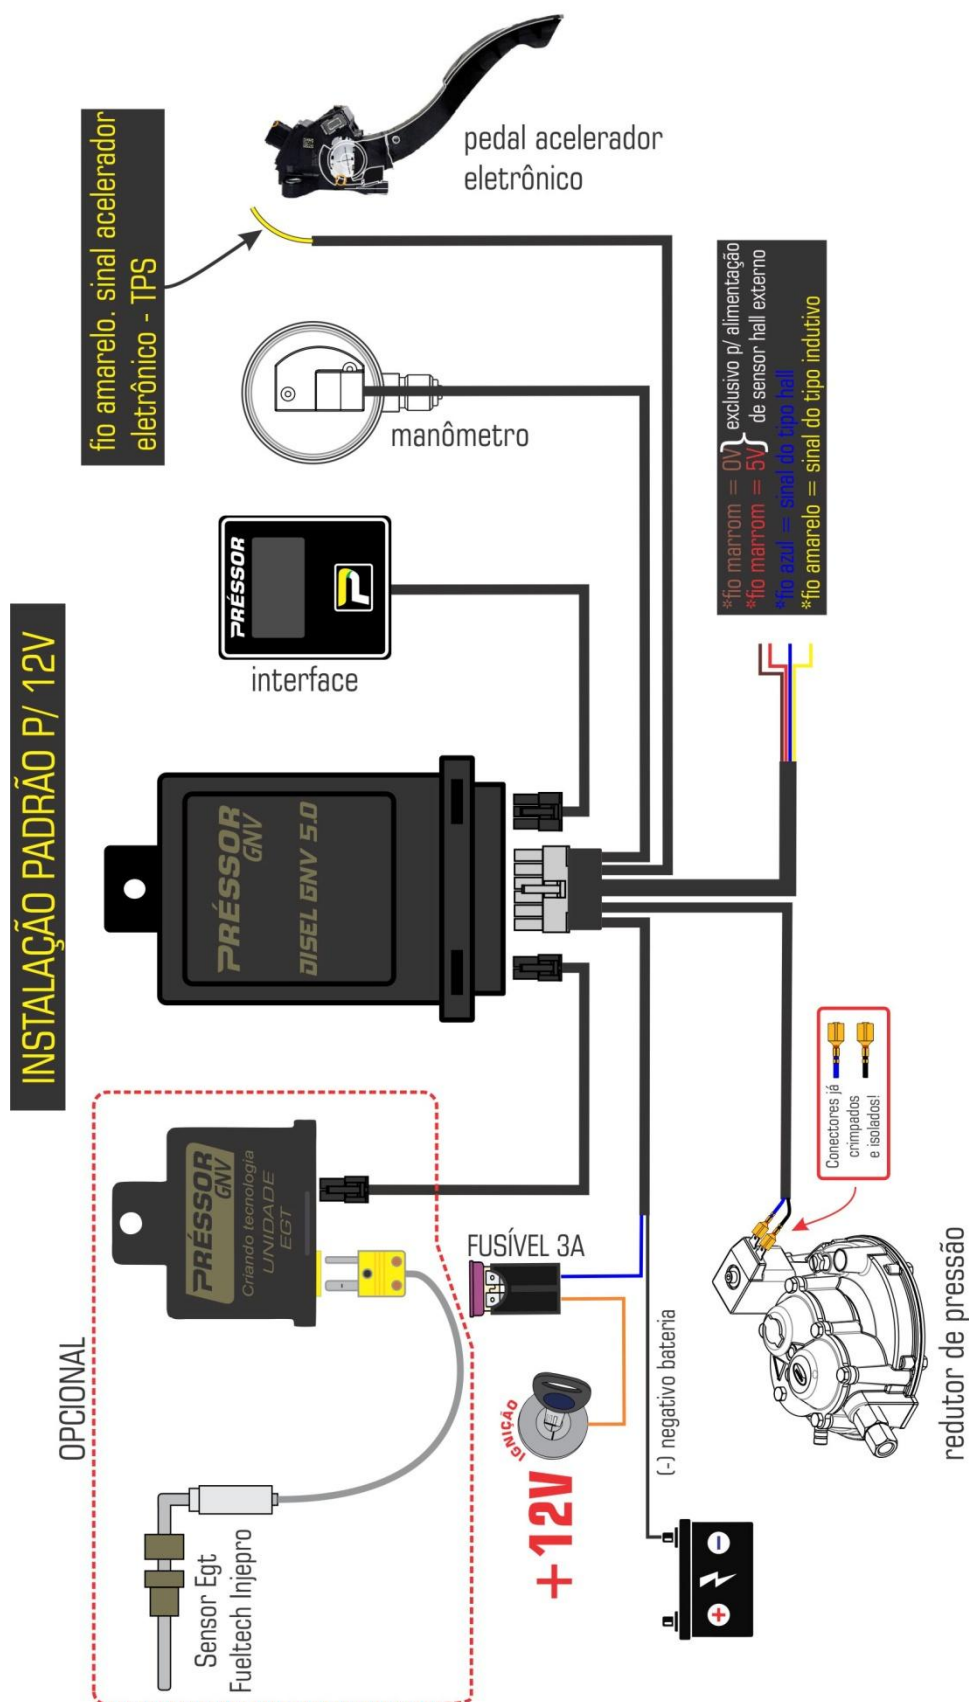 INSTALAÇÃO PADRÃO P/ 12V
OPCIONAL
Sensor Egt
Fueltech Injepro
PRÉSSOR
GNV
Criando tecnologia
UNIDADE
EGT
PRÉSSOR
GNV
DISEL GNV 5.0
PRÉSSOR
P
interface
manômetro
fio amarelo. sinal acelerador
eletrônico - TPS
pedal acelerador
eletrônico
+12V
IGNIÇÃO
FUSÍVEL 3A
(-) negativo bateria
+
-
Conectores já
crimpados
e isolados!
redutor de pressão
*fio marrom = 0V} exclusivo p/ alimentação
*fio marrom = 5V} de sensor hall externo
*fio azul = sinal do tipo hall
*fio amarelo = sinal do tipo indutivo